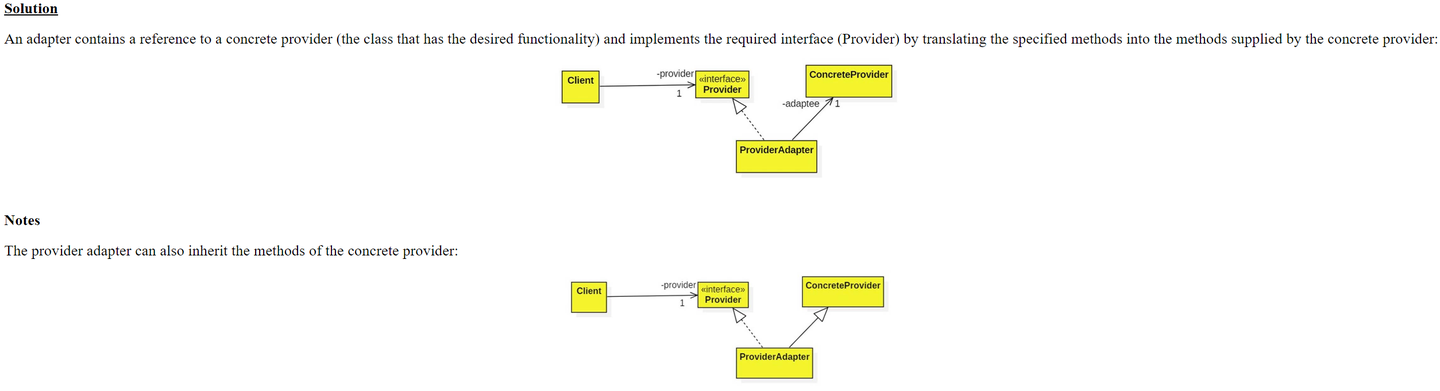 Solution
An adapter contains a reference to a concrete provider (the class that has the desired functionality) and implements the required interface (Provider) by translating the specified methods into the methods supplied by the concrete provider:
Client
-provider
1
«interface»
Provider
ConcreteProvider
-adaptee
1
ProviderAdapter
Notes
The provider adapter can also inherit the methods of the concrete provider:
Client
-provider
1
«interface»
Provider
ConcreteProvider
ProviderAdapter